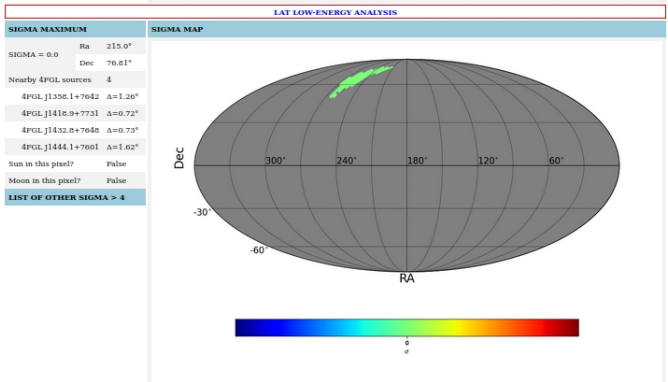 LAT LOW-ENERGY ANALYSIS
SIGMA MAXIMUM
SIGMA = 0.0 Ra 215.0°
Dec 76.81°
Nearby 4FGL sources 4
4FGL J1358.1+7642 Δ=1.26°
4FGL J1418.9+7731 Δ=0.72°
4FGL J1432.8+7648 Δ=0.73°
4FGL J1444.1+7601 Δ=1.62°
Sun in this pixel? False
Moon in this pixel? False
LIST OF OTHER SIGMA > 4
SIGMA MAP
Dec
300° 240° 180° 120° 60°
-30°
-60°
RA
0
σ